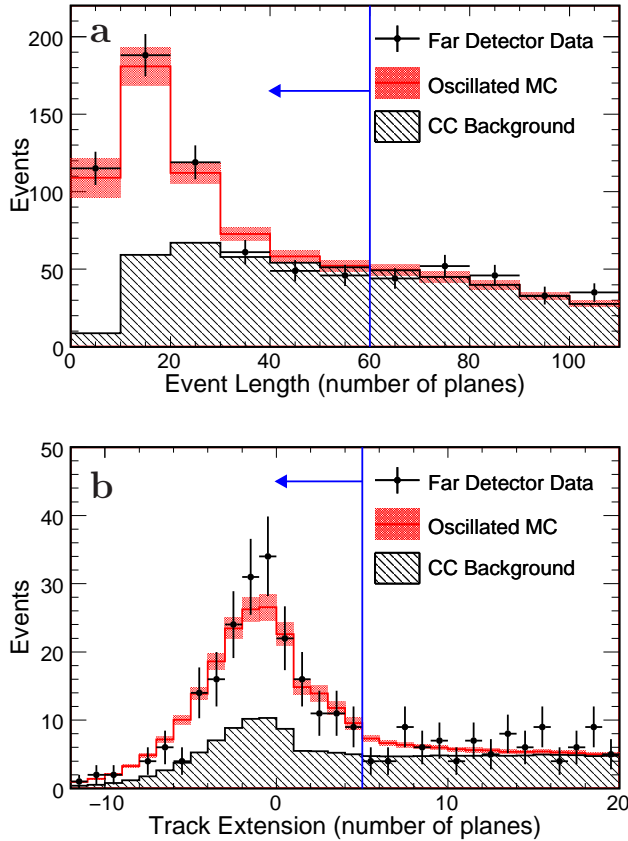 a
Events
200
150
100
50
0
Far Detector Data
Oscillated MC
CC Background
0 20 40 60 80 100
Event Length (number of planes)
b
Events
50
40
30
20
10
0
Far Detector Data
Oscillated MC
CC Background
−10 0 10 20
Track Extension (number of planes)